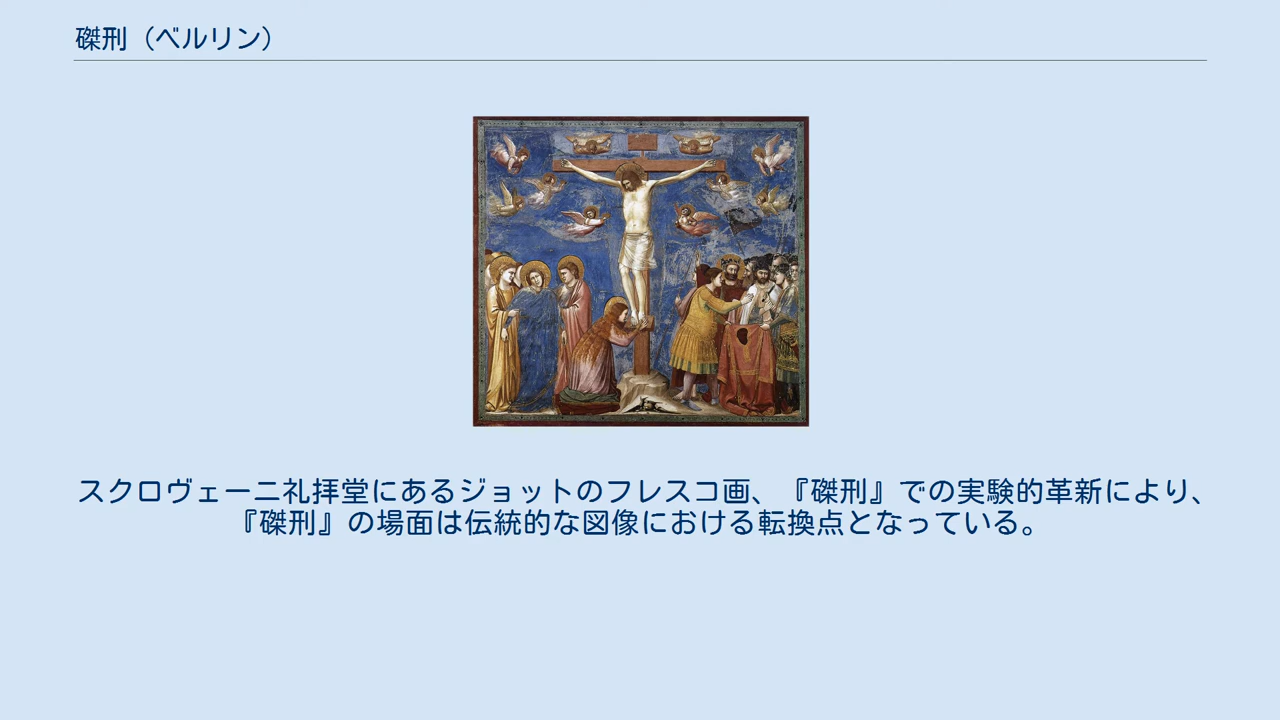 磔刑（ベルリン）
スクロヴェーニ礼拝堂にあるジョットのフレスコ画、『磔刑』での実験的革新により、
『磔刑』の場面は伝統的な図像における転換点となっている。